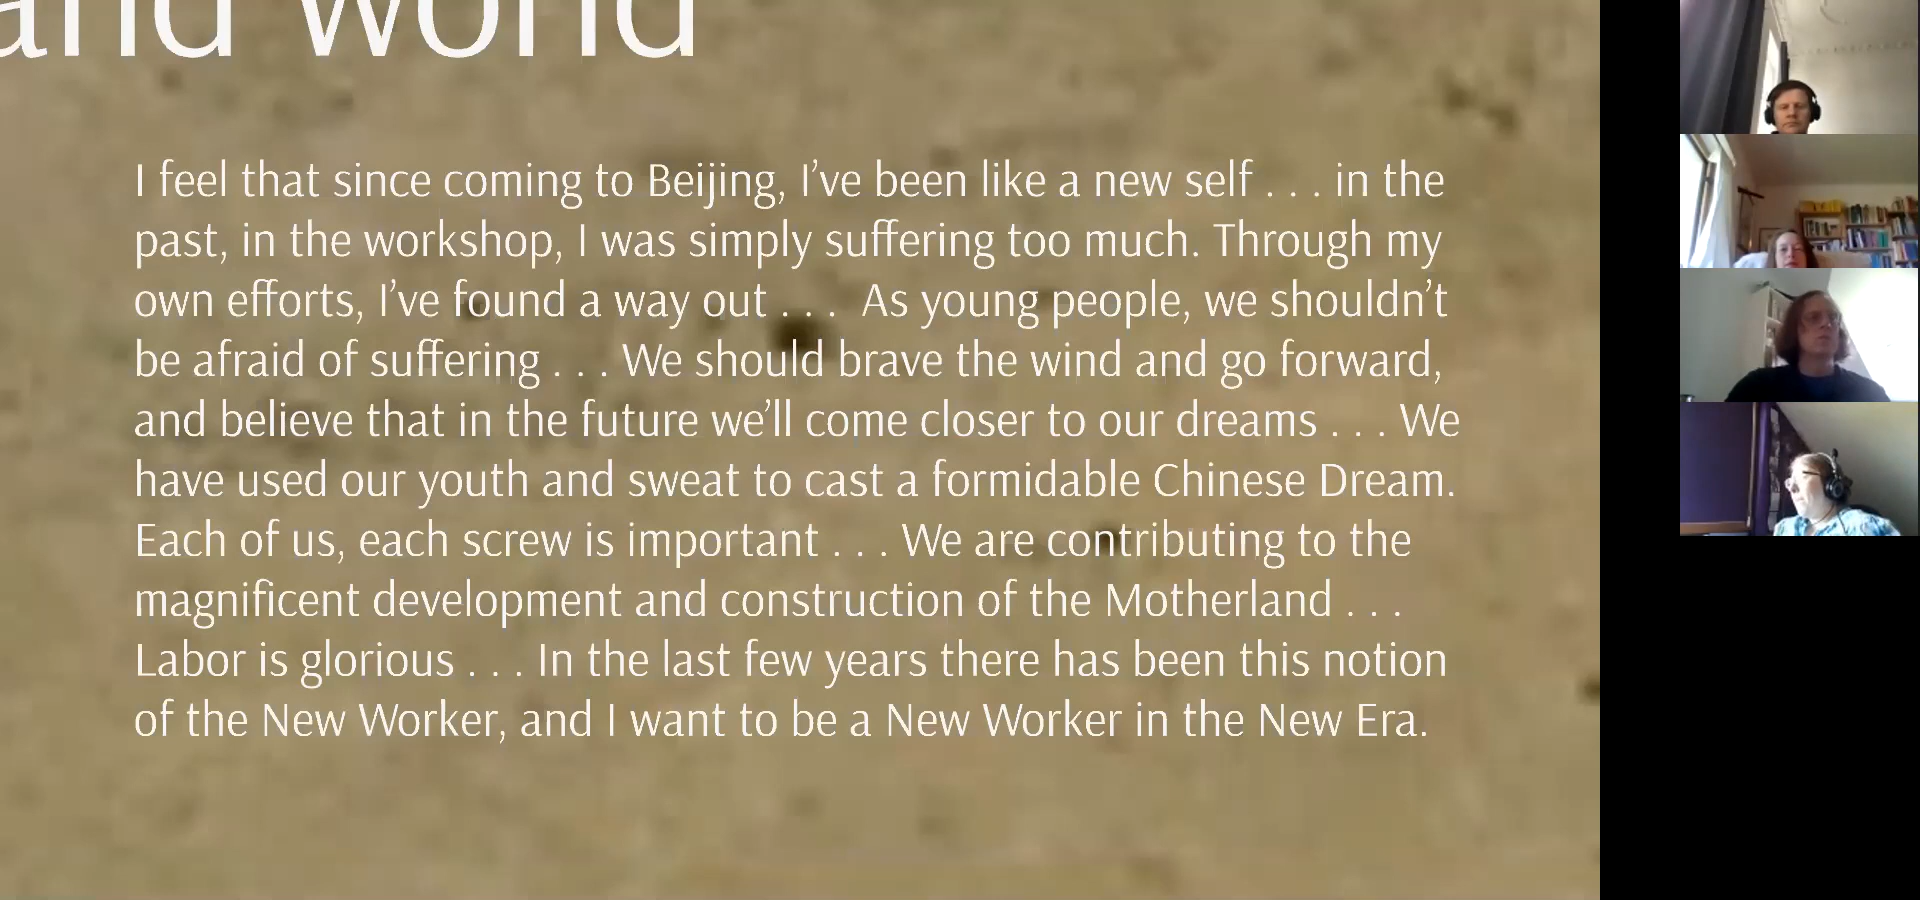 and world
I feel that since coming to Beijing, I’ve been like a new self . . . in the
past, in the workshop, I was simply suffering too much. Through my
own efforts, I’ve found a way out . . . As young people, we shouldn’t
be afraid of suffering . . . We should brave the wind and go forward,
and believe that in the future we’ll come closer to our dreams . . . We
have used our youth and sweat to cast a formidable Chinese Dream.
Each of us, each screw is important . . . We are contributing to the
magnificent development and construction of the Motherland . . .
Labor is glorious . . . In the last few years there has been this notion
of the New Worker, and I want to be a New Worker in the New Era.